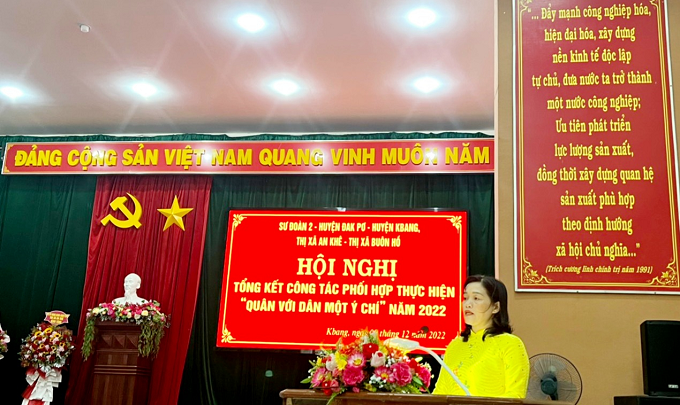 ĐẢNG CỘNG SẢN VIỆT NAM QUANG VINH MUÔN NĂM
SƯ ĐOÀN 2 - HUYỆN ĐAK PƠ - HUYỆN KBANG,
THỊ XÃ AN KHÊ - THỊ XÃ BUÔN HỒ
HỘI NGHỊ
TỔNG KẾT CÔNG TÁC PHỐI HỢP THỰC HIỆN
"QUÂN VỚI DÂN MỘT Ý CHÍ" NĂM 2022
Kbang, ngày tháng 12 năm 2022
"... Đẩy mạnh công nghiệp hóa,
hiện đại hóa, xây dựng
nền kinh tế độc lập
tự chủ, đưa nước ta trở thành
một nước công nghiệp;
Ưu tiên phát triển
lực lượng sản xuất,
đồng thời xây dựng quan hệ
sản xuất phù hợp
theo định hướng
xã hội chủ nghĩa..."
(Trích cương lĩnh chính trị năm 1991)